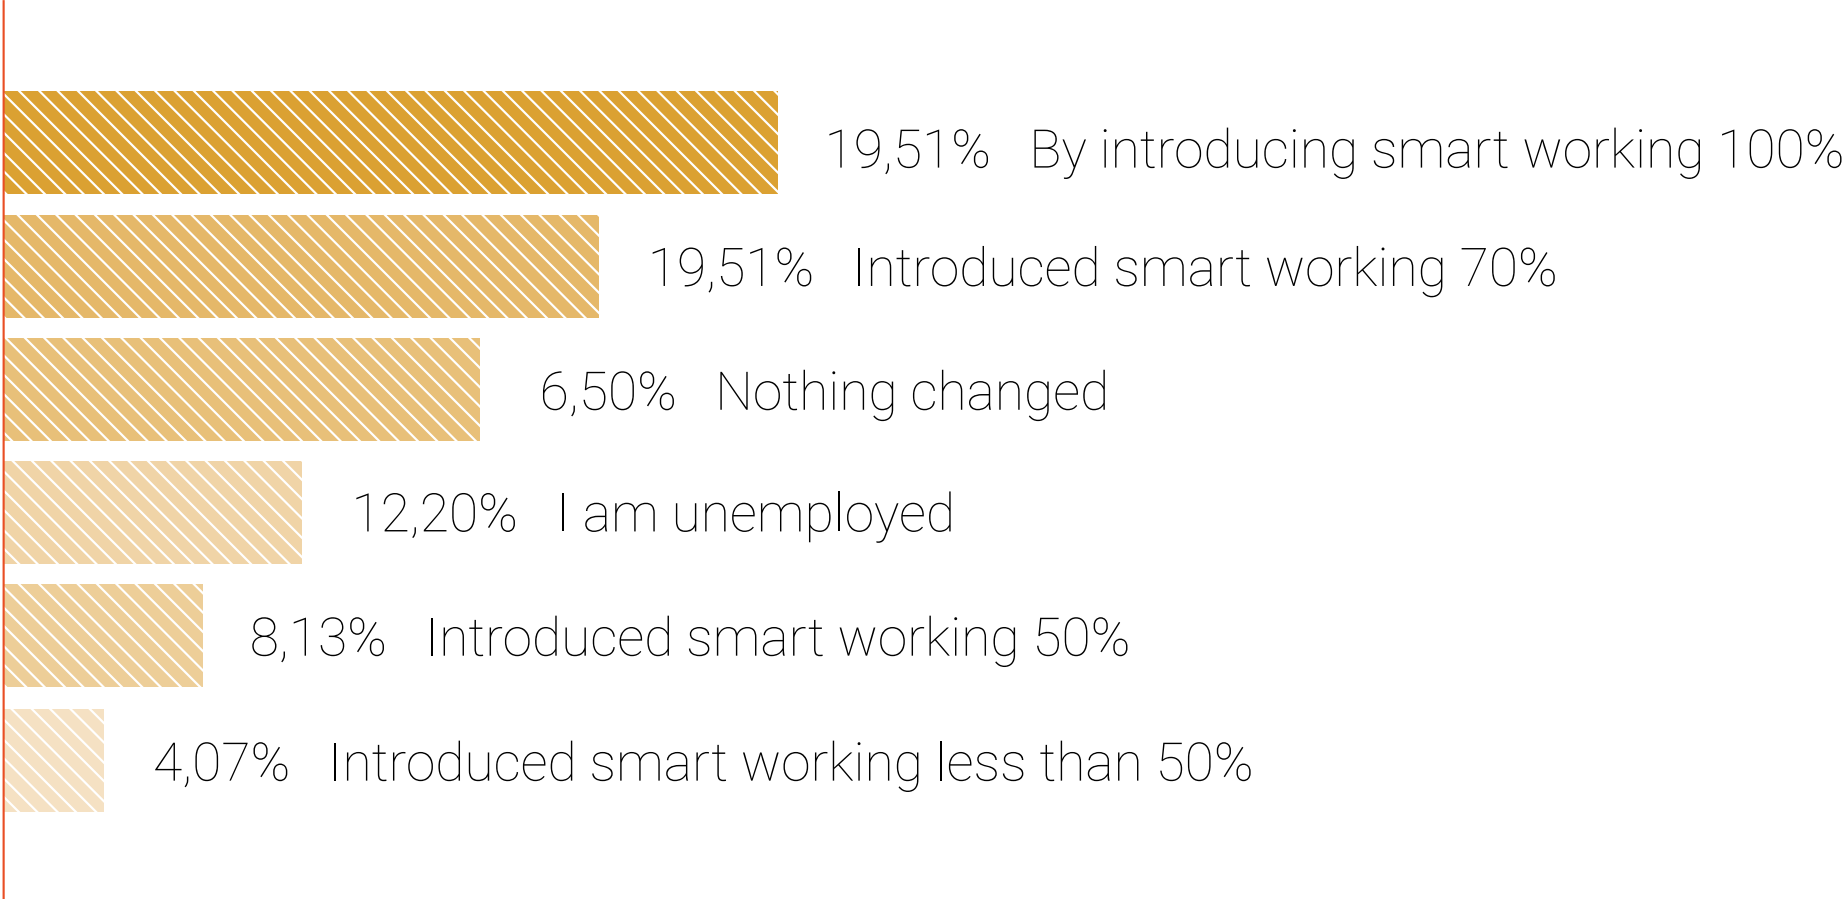 19,51% By introducing smart working 100%
19,51% Introduced smart working 70%
6,50% Nothing changed
12,20% I am unemployed
8,13% Introduced smart working 50%
4,07% Introduced smart working less than 50%